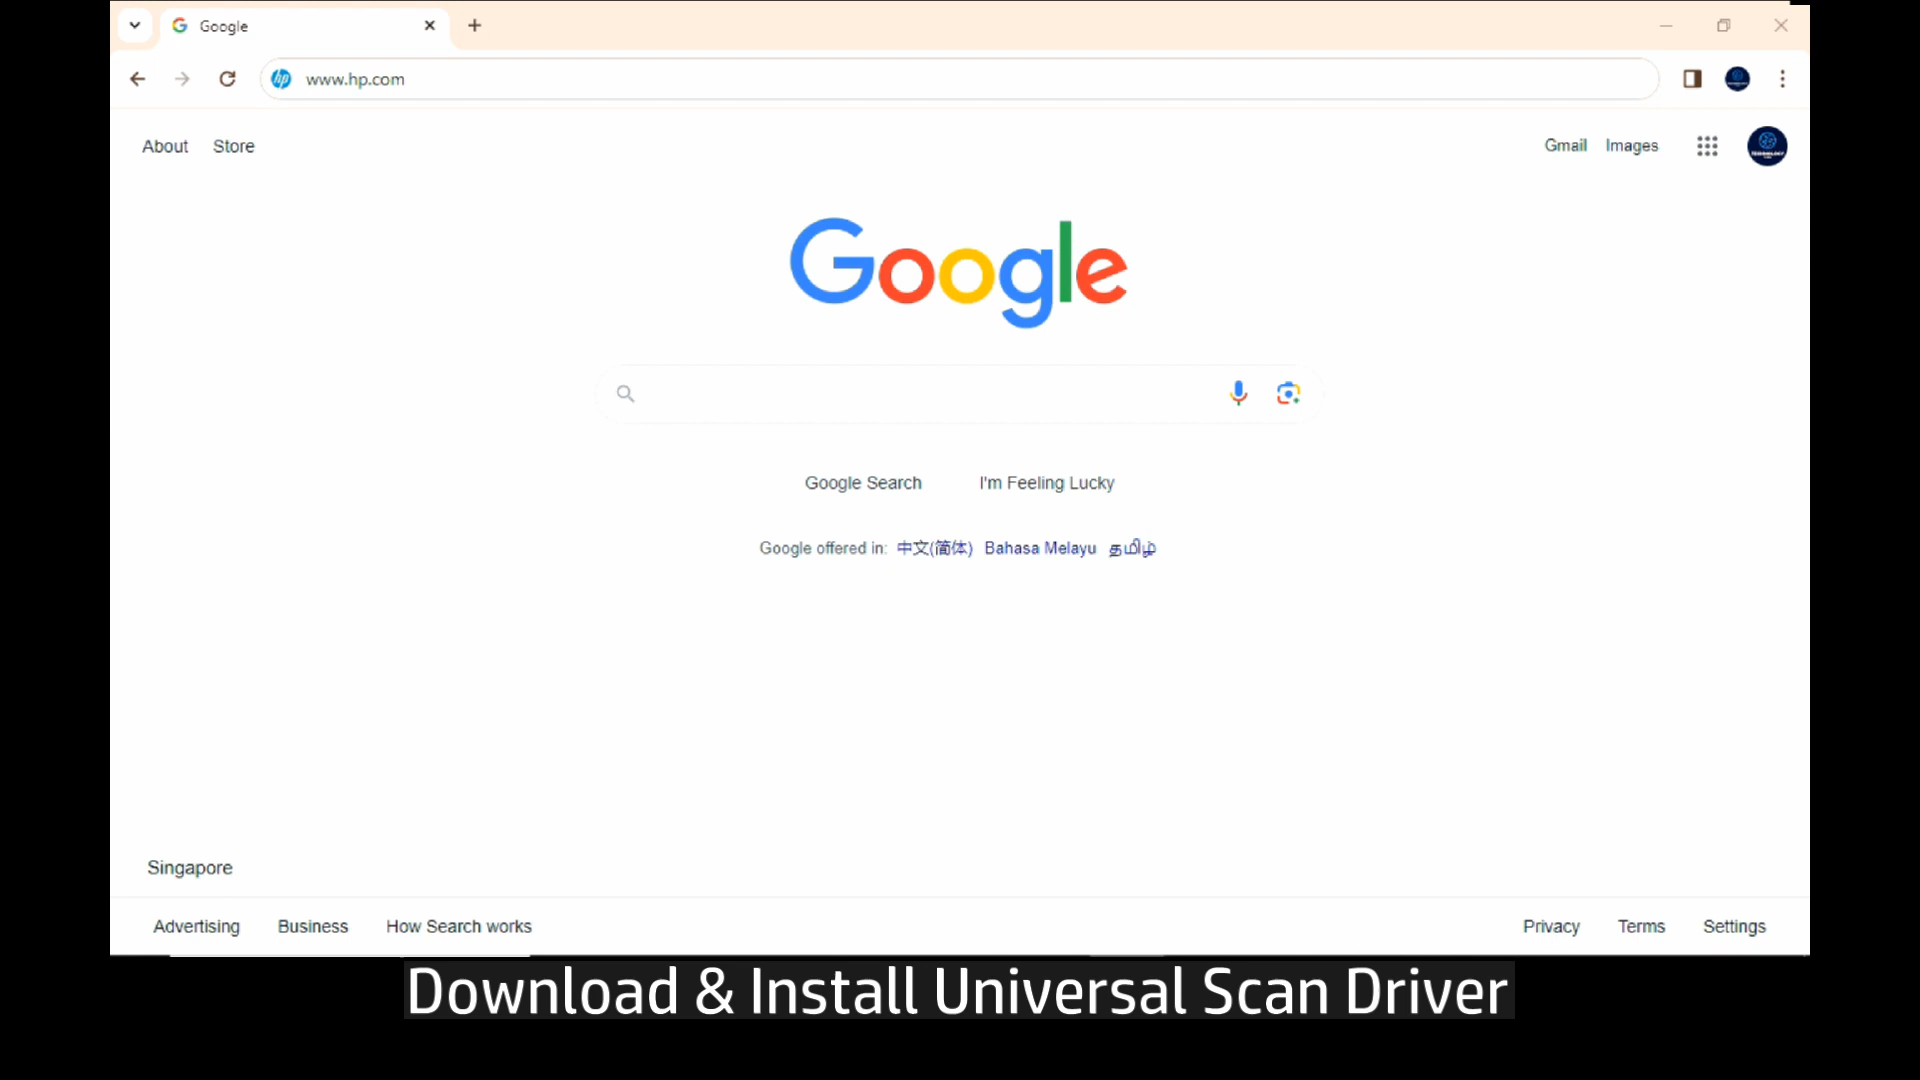 Google
www.hp.com
About Store
Gmail Images
Google
Google Search I'm Feeling Lucky
Google offered in: 中文(简体) Bahasa Melayu தமிழ்
Singapore
Advertising Business How Search works
Privacy Terms Settings
Download & Install Universal Scan Driver